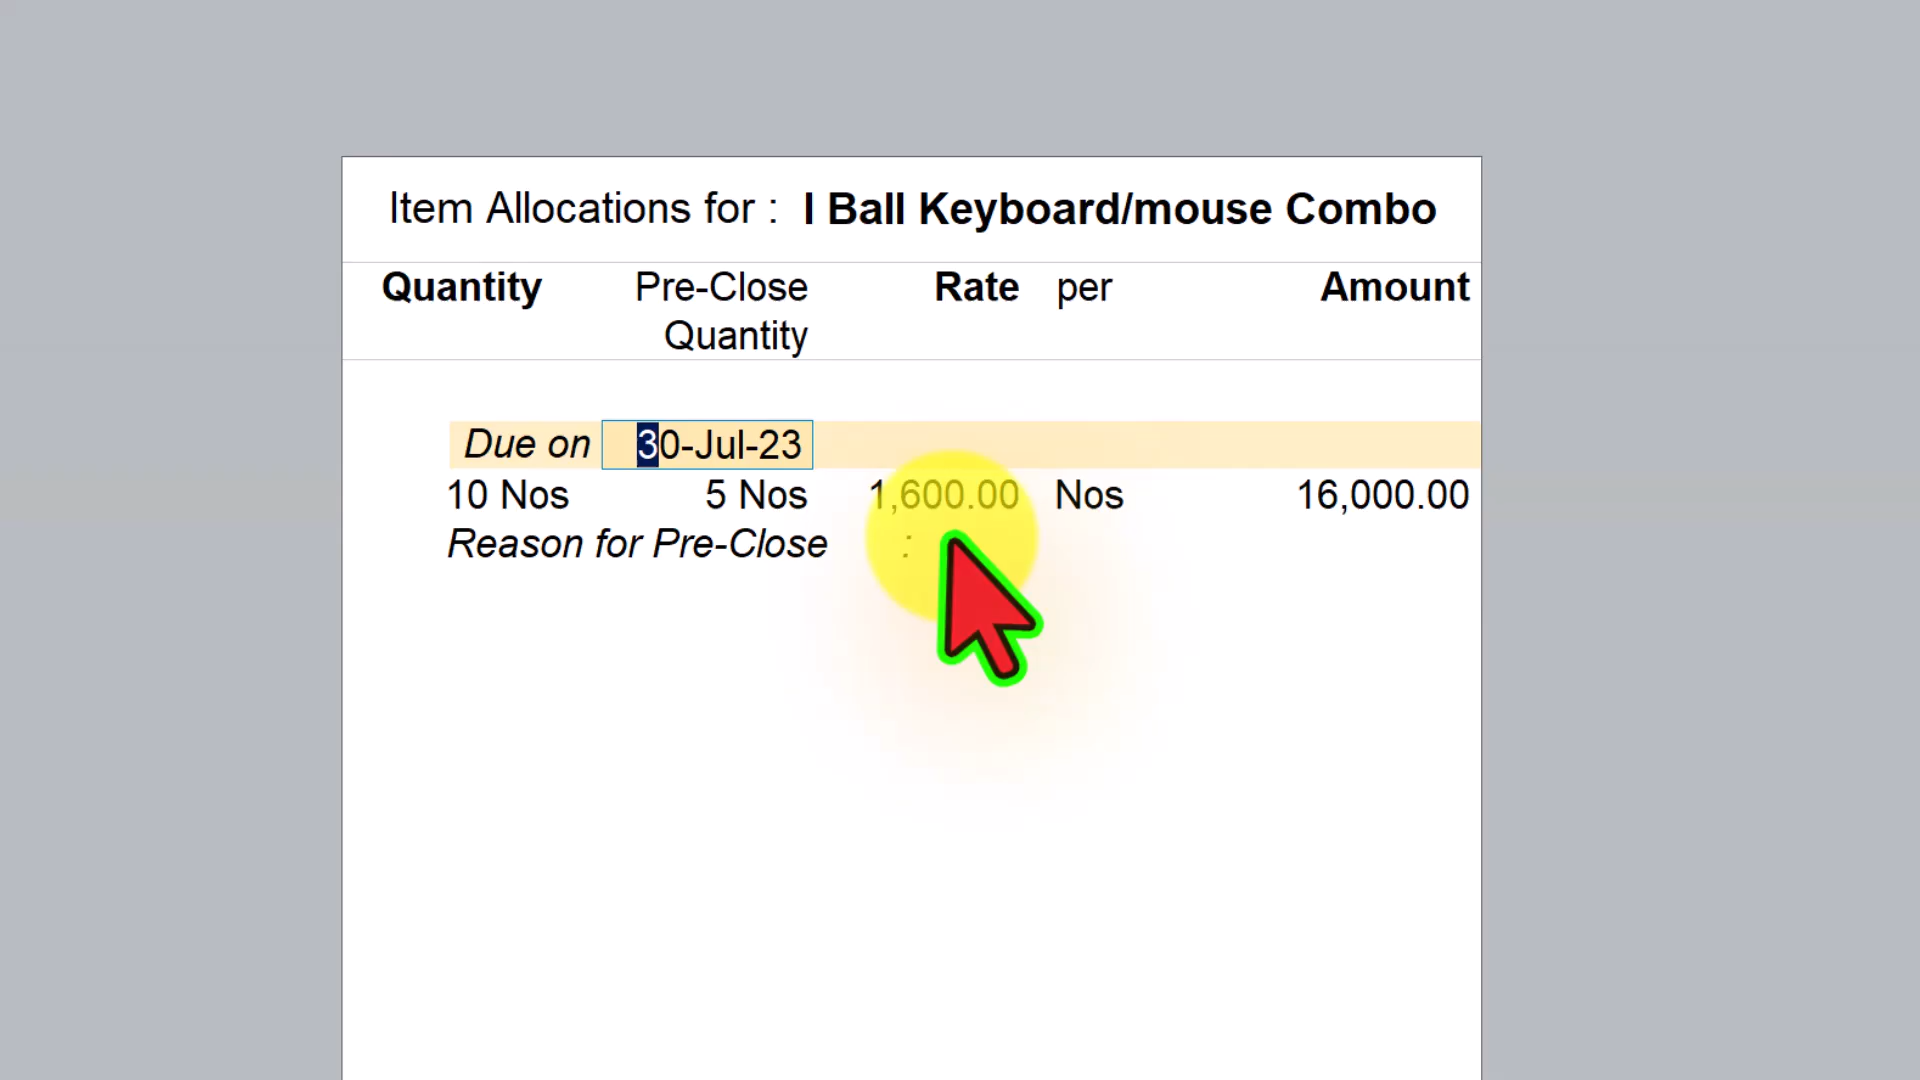 Item Allocations for : I Ball Keyboard/mouse Combo
Quantity Pre-Close Rate per Amount
Quantity
Due on 30-Jul-23
10 Nos 5 Nos 1,600.00 Nos 16,000.00
Reason for Pre-Close :